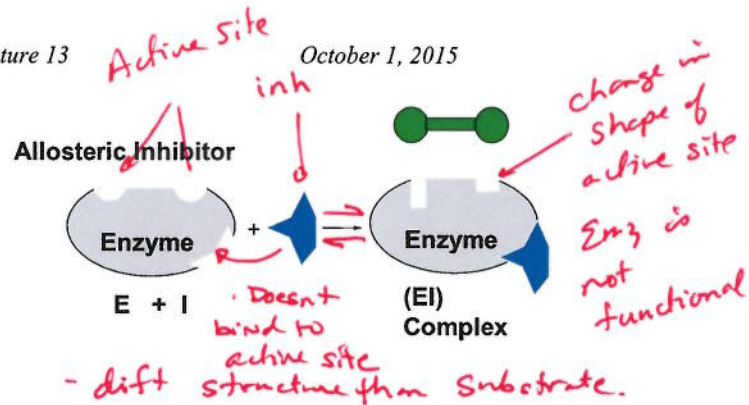 ture 13
October 1, 2015
Active Site
inh
change in
shape of
active site
Allosteric Inhibitor
Enzyme
+
Enzyme
E + I
(EI)
Complex
Enz is
not
functional
. Doesnt
bind to
active site
- diff structure than substrate.